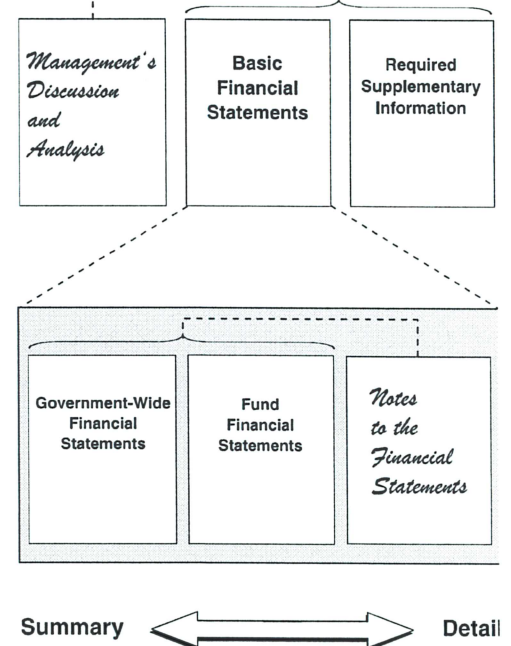 Management's
Discussion
and
Analysis
Basic
Financial
Statements
Required
Supplementary
Information
Government-Wide
Financial
Statements
Fund
Financial
Statements
Notes
to the
Financial
Statements
Summary
Detail